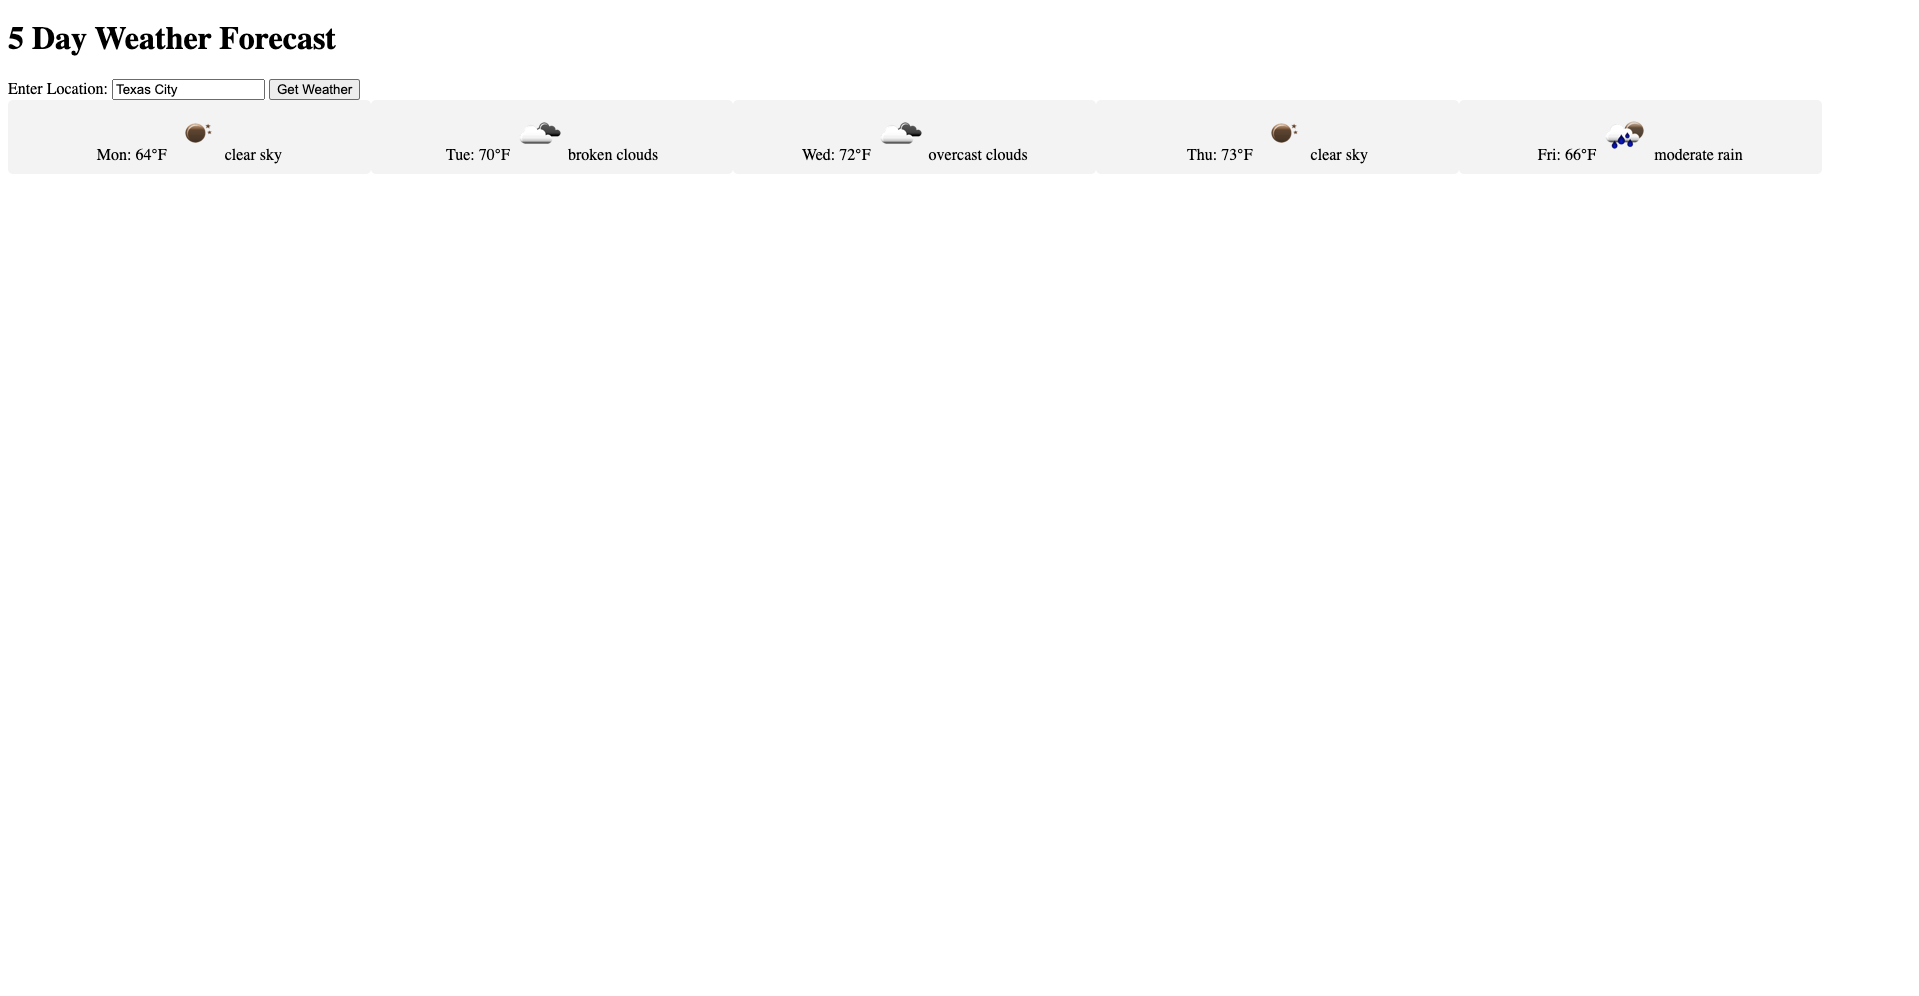 5 Day Weather Forecast
Enter Location: Texas City Get Weather
Mon: 64°F clear sky
Tue: 70°F broken clouds
Wed: 72°F overcast clouds
Thu: 73°F clear sky
Fri: 66°F moderate rain